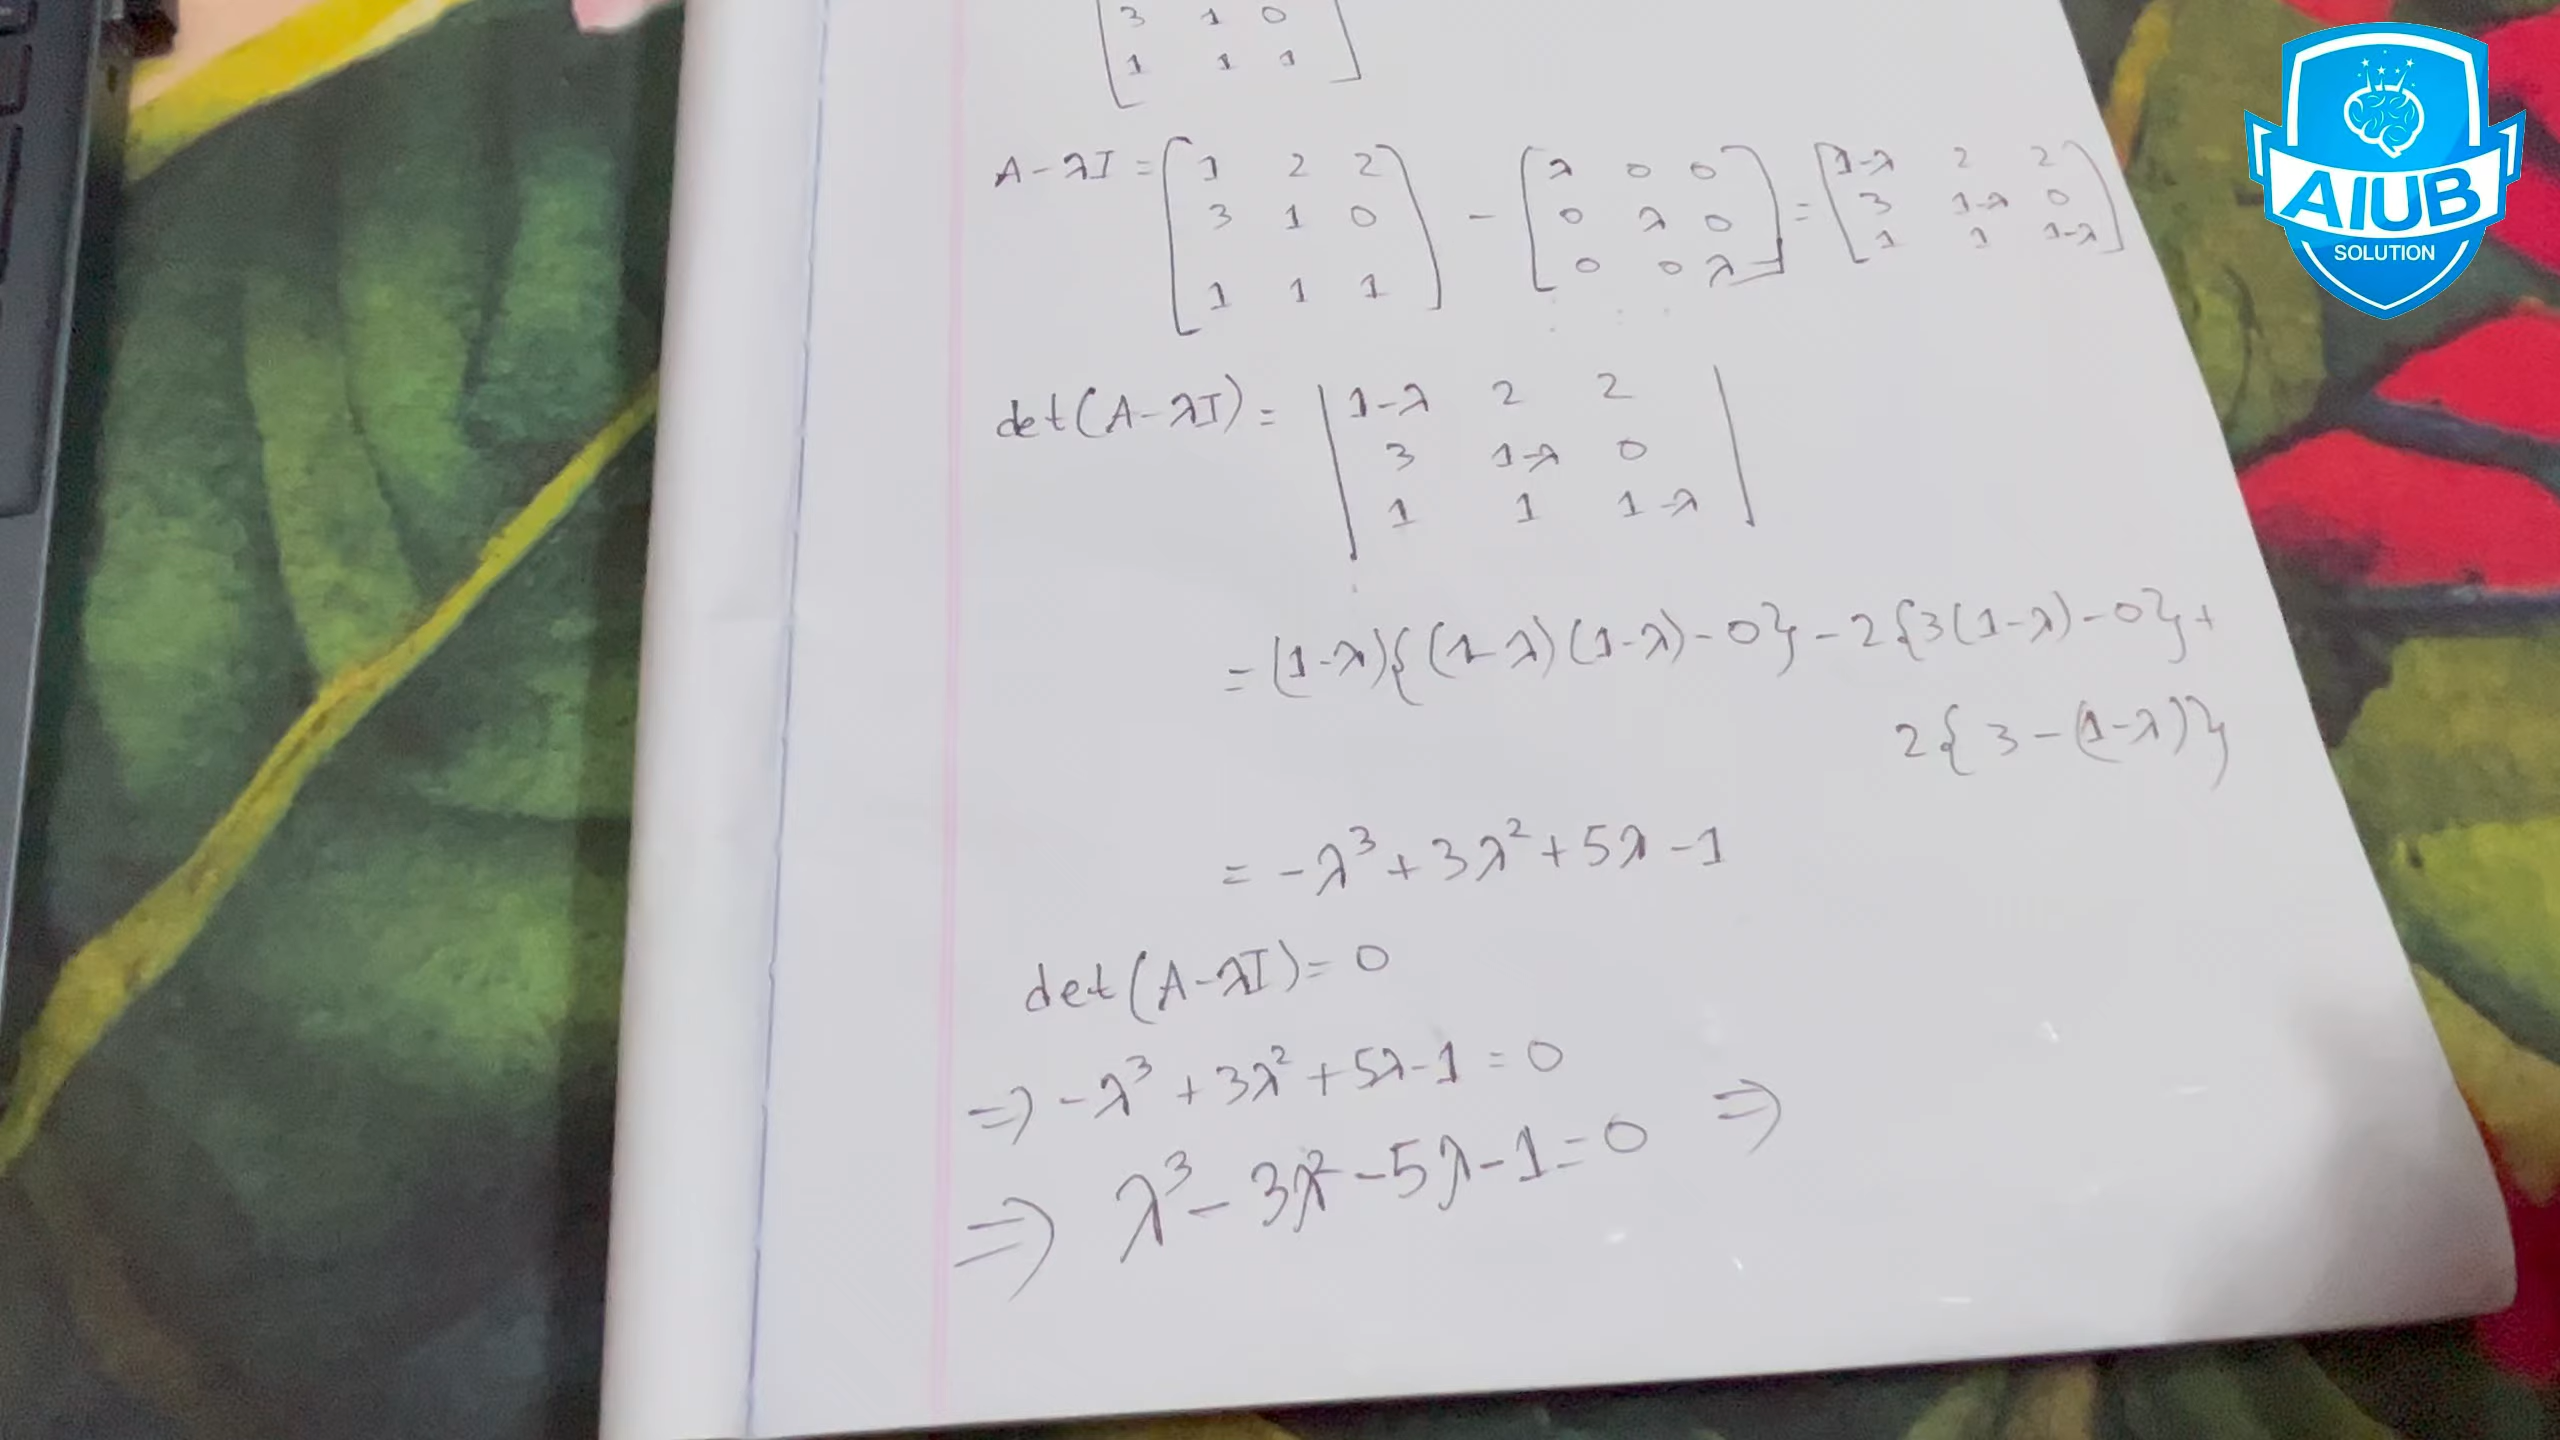 3 1 0
1 1 1
A-λI = [1 2 2] - [λ 0 0] = [1-λ 2 2]
[3 1 0] [0 λ 0] [3 1-λ 0]
[1 1 1] [0 0 λ] [1 1 1-λ]
det(A-λI) = |1-λ 2 2|
|3 1-λ 0|
|1 1 1-λ|
= (1-λ){(1-λ)(1-λ)-0} - 2{3(1-λ)-0} +
2{3-(1-λ)}
= -λ³ + 3λ² + 5λ - 1
det(A-λI) = 0
⇒ -λ³ + 3λ² + 5λ - 1 = 0
⇒ λ³ - 3λ² - 5λ - 1 = 0 ⇒
AIUB
SOLUTION